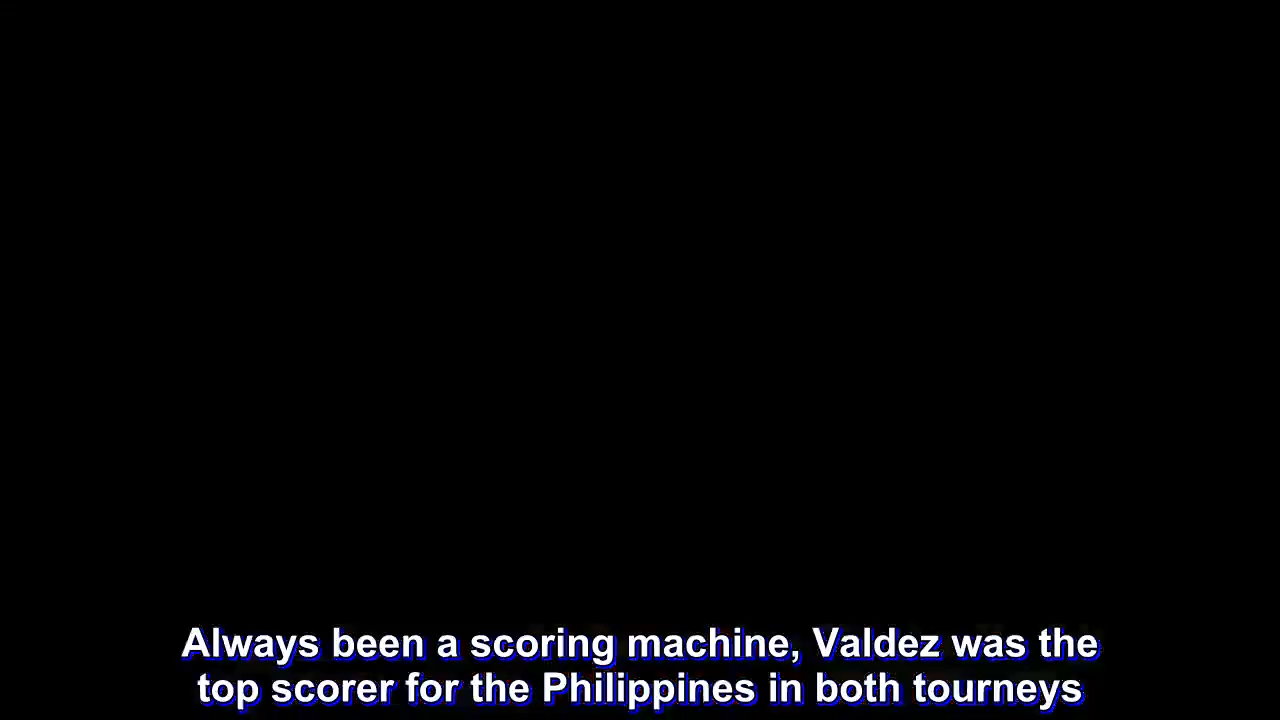 Always been a scoring machine, Valdez was the
top scorer for the Philippines in both tourneys